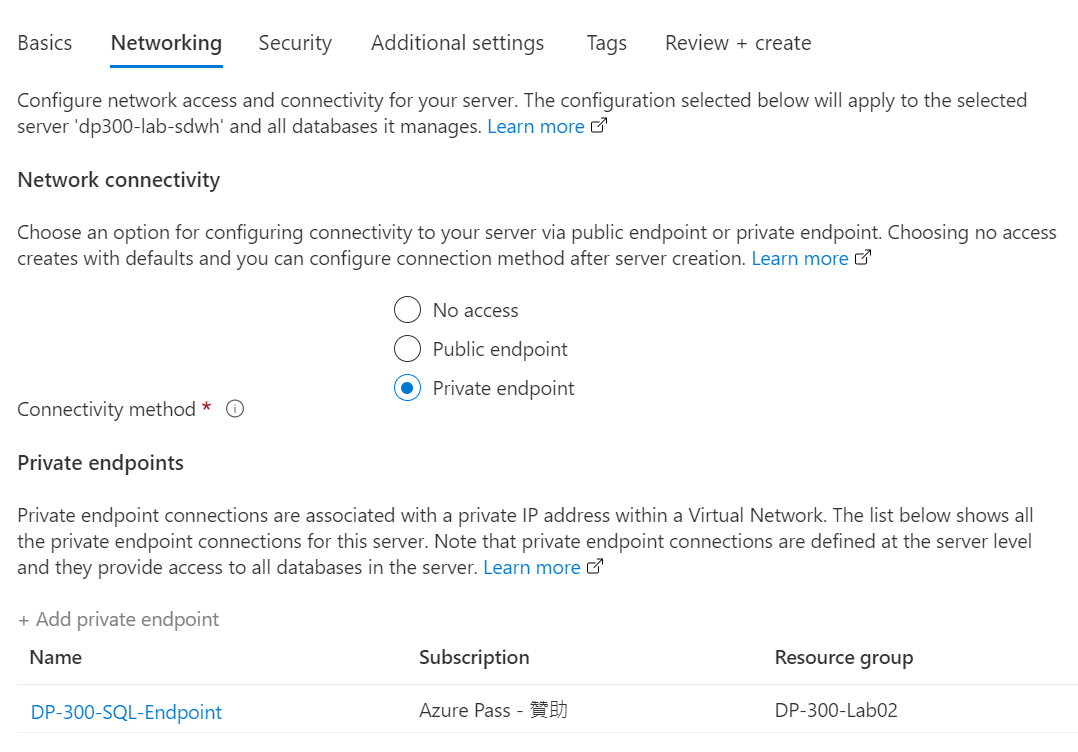 Basics Networking Security Additional settings Tags Review + create
Configure network access and connectivity for your server. The configuration selected below will apply to the selected
server 'dp300-lab-sdwh' and all databases it manages. Learn more
Network connectivity
Choose an option for configuring connectivity to your server via public endpoint or private endpoint. Choosing no access
creates with defaults and you can configure connection method after server creation. Learn more
No access
Public endpoint
Private endpoint
Connectivity method *
Private endpoints
Private endpoint connections are associated with a private IP address within a Virtual Network. The list below shows all
the private endpoint connections for this server. Note that private endpoint connections are defined at the server level
and they provide access to all databases in the server. Learn more
+ Add private endpoint
Name Subscription Resource group
DP-300-SQL-Endpoint Azure Pass - 贊助 DP-300-Lab02